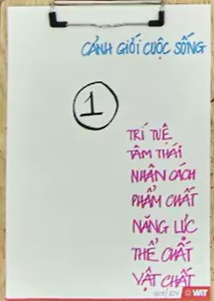 CẢNH GIỚI CUỘC SỐNG
1
TRÍ TUỆ
TÂM THÁI
NHÂN CÁCH
PHẨM CHẤT
NĂNG LỰC
THỂ CHẤT
VẬT CHẤT